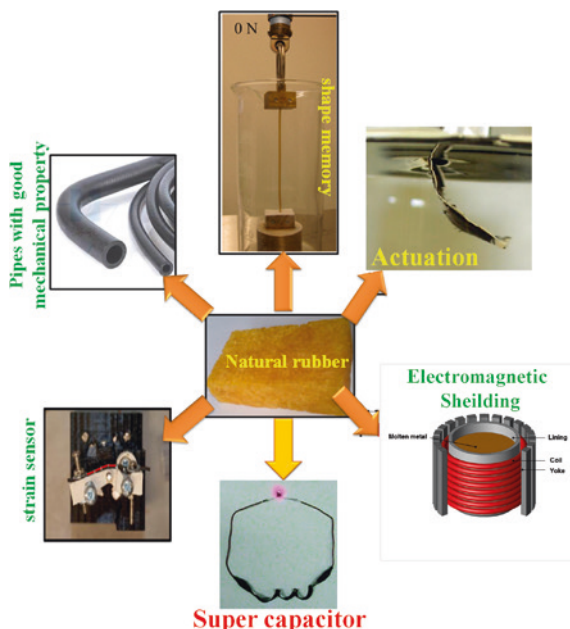 0 N
shape memory
Pipes with good
mechanical property
Actuation
Natural rubber
Electromagnetic
Sheilding
Molten metal
Lining
Coil
Yoke
strain sensor
Super capacitor